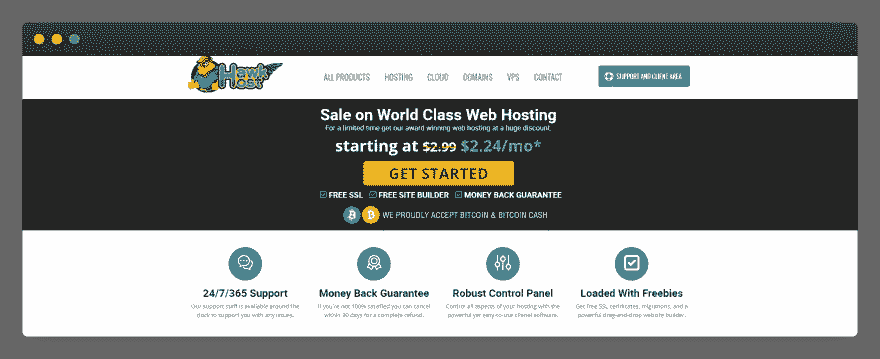 Hawk Host
ALL PRODUCTS HOSTING CLOUD DOMAINS VPS CONTACT
SUPPORT AND CLIENT AREA
Sale on World Class Web Hosting
For a limited time get our award winning web hosting at a huge discount.
starting at $2.99 $2.24/mo*
GET STARTED
FREE SSL FREE SITE BUILDER MONEY BACK GUARANTEE
WE PROUDLY ACCEPT BITCOIN & BITCOIN CASH
24/7/365 Support
Our support staff is available around the
clock to support you with any issues.
Money Back Guarantee
If you're not 100% satisfied you can cancel
within 30 days for a complete refund.
Robust Control Panel
Control all aspects of your hosting with the
powerful yet easy-to-use cPanel software.
Loaded With Freebies
Get free SSL certificates, migrations, and a
powerful drag-and-drop website builder.